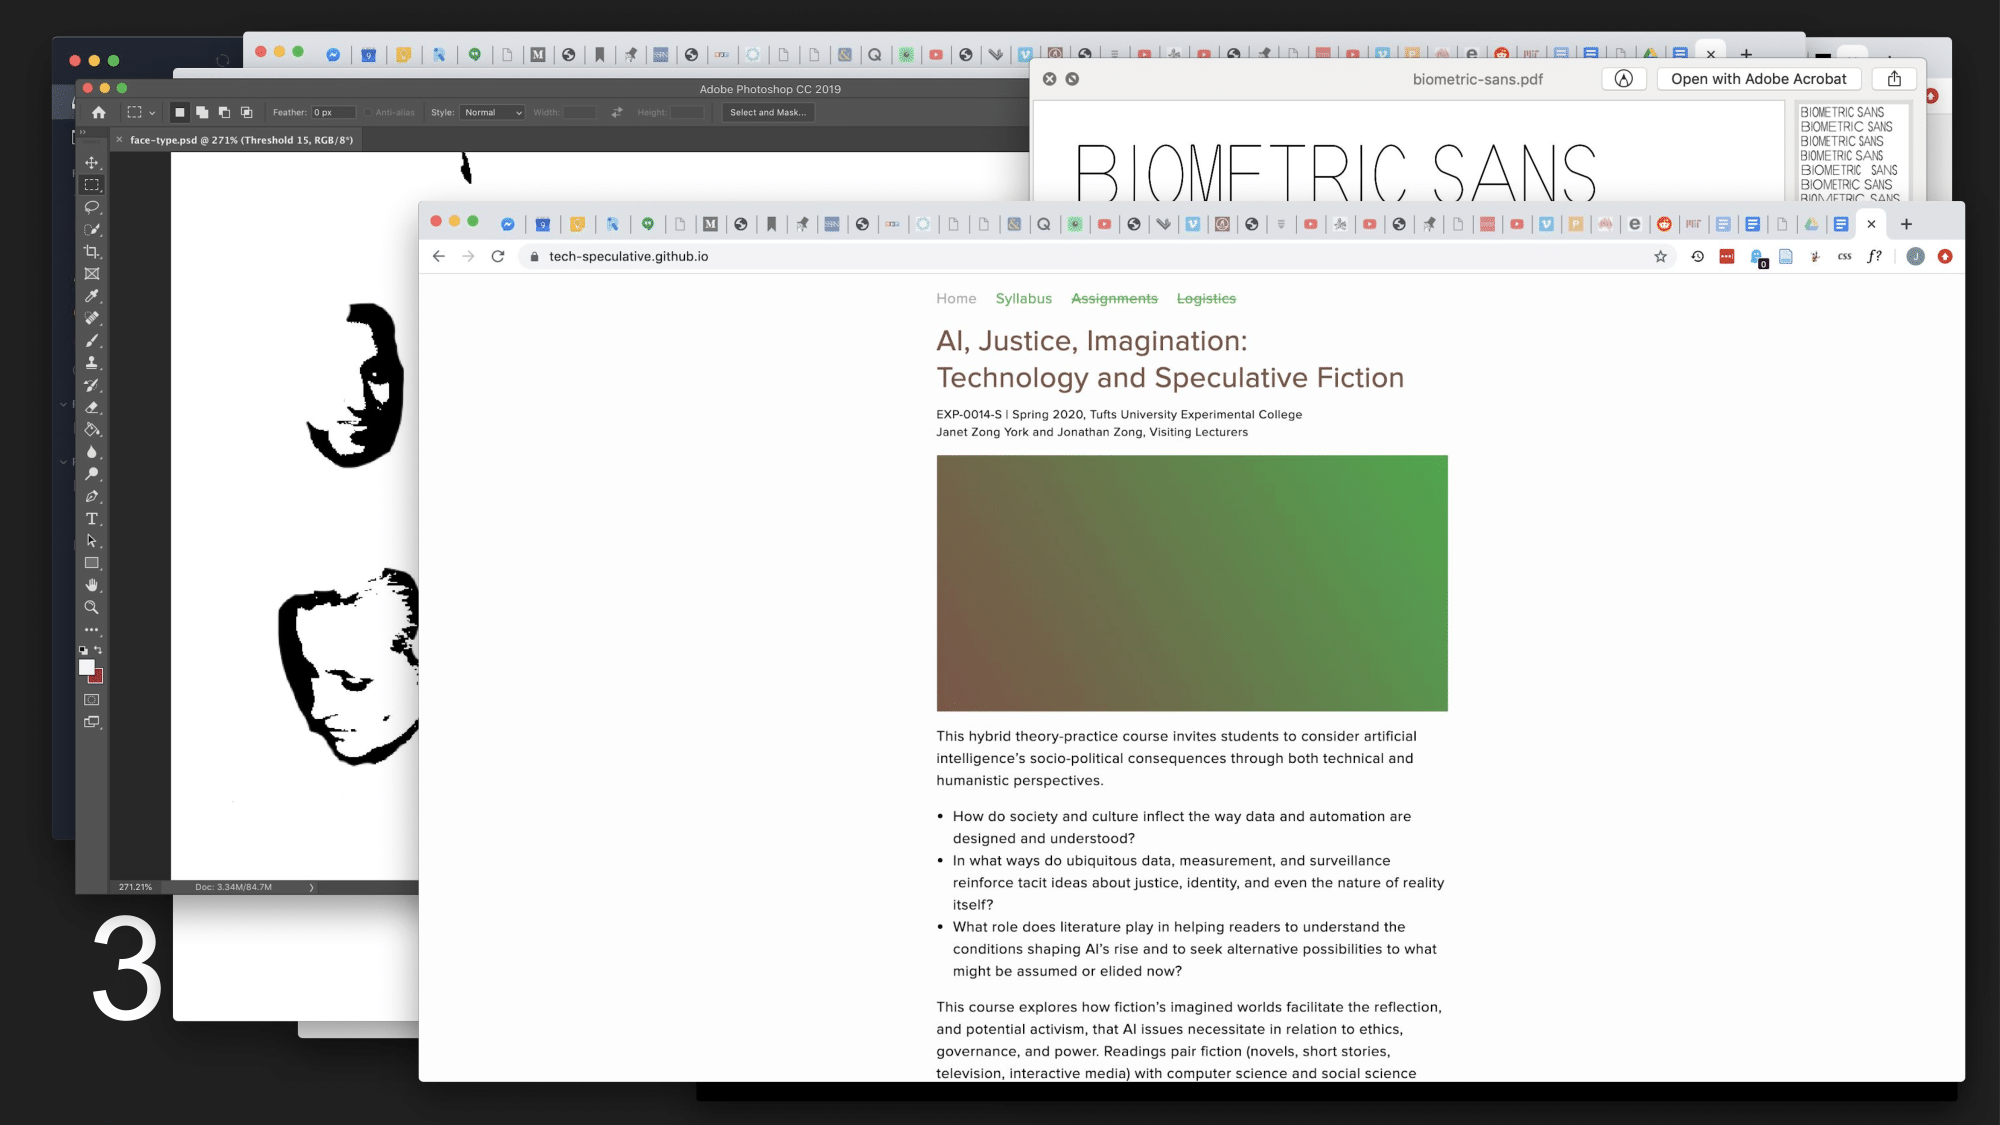 Adobe Photoshop CC 2019
Feather: 0 px
Anti-alias
Style: Normal
Width:
Height:
Select and Mask...
face-type.psd @ 271% (Threshold 15, RGB/8*)
biometric-sans.pdf
Open with Adobe Acrobat
BIOMETRIC SANS
BIOMETRIC SANS
BIOMETRIC SANS
BIOMETRIC SANS
BIOMETRIC SANS
BIOMETRIC SANS
BIOMETRIC SANS
BIOMETRIC SANS
tech-speculative.github.io
0
css
f?
J
Home Syllabus Assignments Logistics
AI, Justice, Imagination:
Technology and Speculative Fiction
EXP-0014-S | Spring 2020, Tufts University Experimental College
Janet Zong York and Jonathan Zong, Visiting Lecturers
This hybrid theory-practice course invites students to consider artificial
intelligence’s socio-political consequences through both technical and
humanistic perspectives.
• How do society and culture inflect the way data and automation are
designed and understood?
• In what ways do ubiquitous data, measurement, and surveillance
reinforce tacit ideas about justice, identity, and even the nature of reality
itself?
• What role does literature play in helping readers to understand the
conditions shaping AI’s rise and to seek alternative possibilities to what
might be assumed or elided now?
This course explores how fiction’s imagined worlds facilitate the reflection,
and potential activism, that AI issues necessitate in relation to ethics,
governance, and power. Readings pair fiction (novels, short stories,
television, interactive media) with computer science and social science
271.21%
Doc: 3.34M/84.7M
3